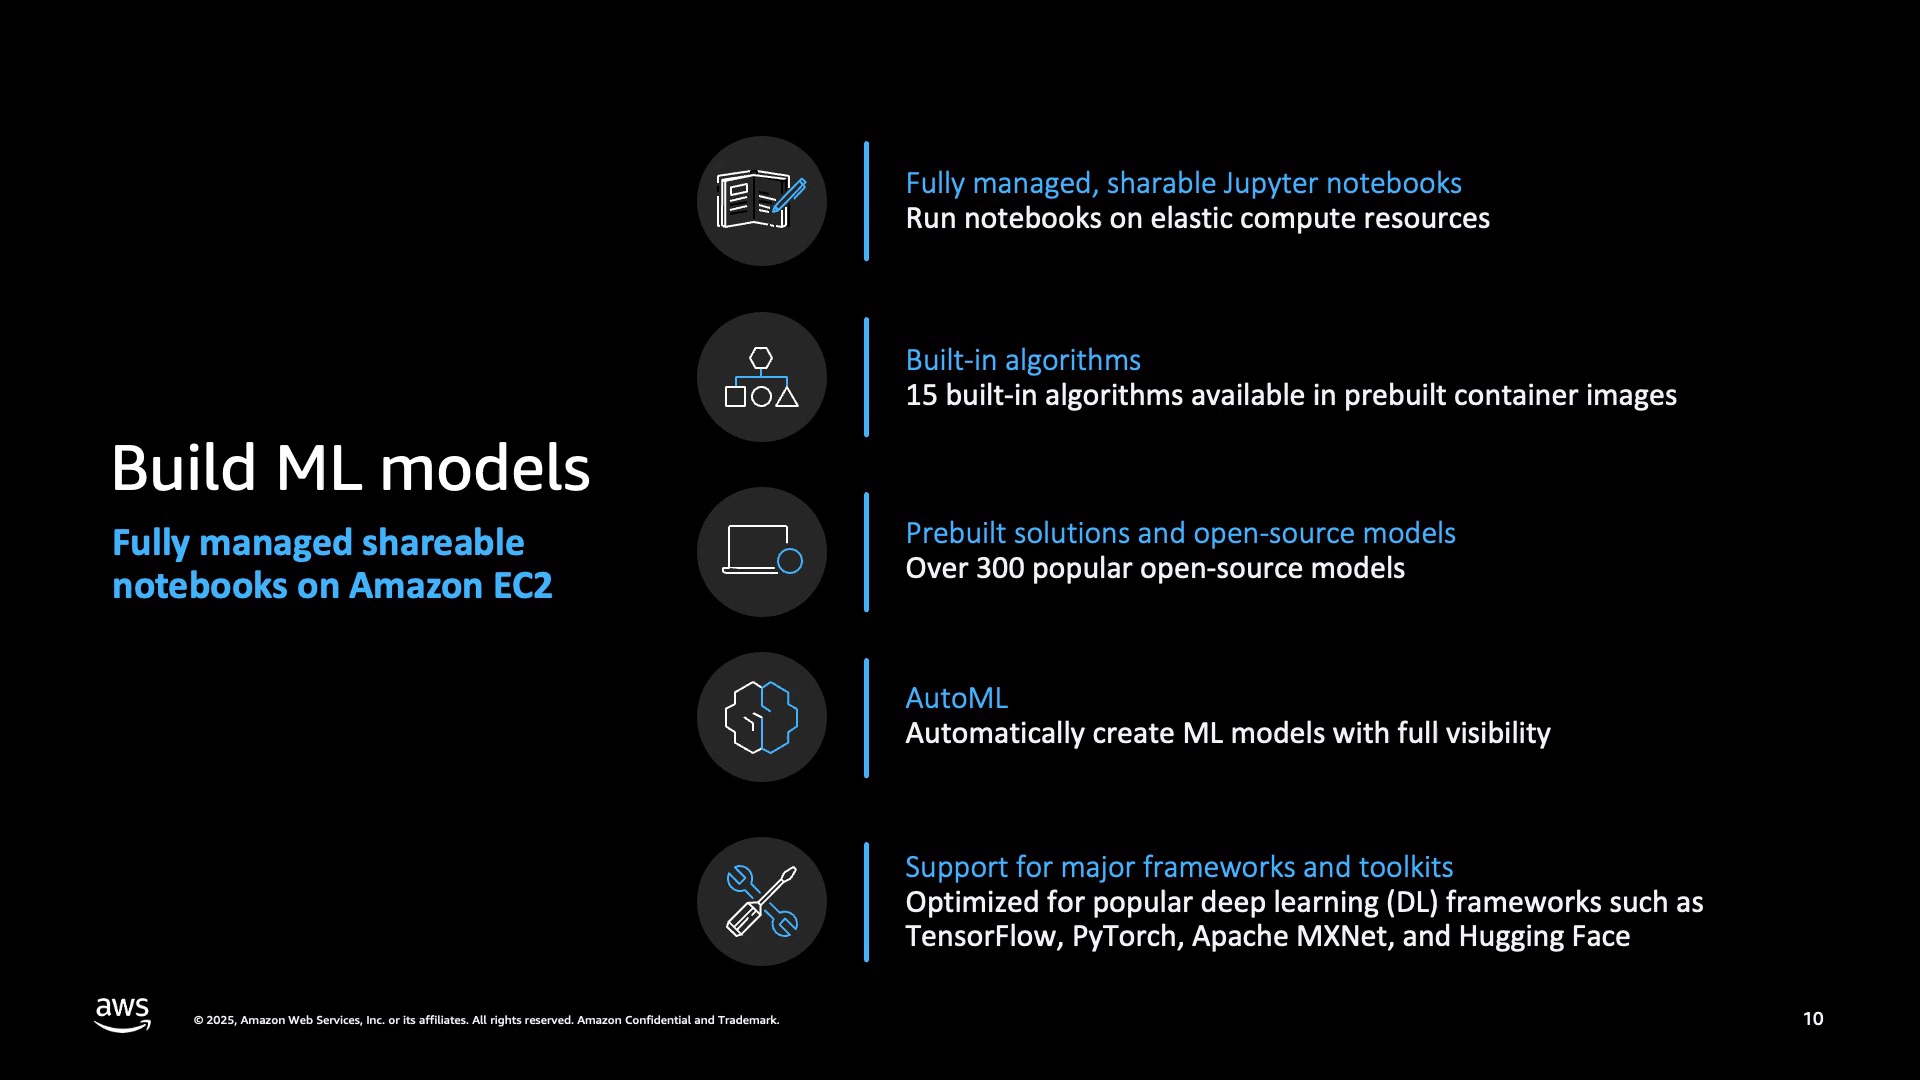 Build ML models
Fully managed shareable
notebooks on Amazon EC2
Fully managed, sharable Jupyter notebooks
Run notebooks on elastic compute resources
Built-in algorithms
15 built-in algorithms available in prebuilt container images
Prebuilt solutions and open-source models
Over 300 popular open-source models
AutoML
Automatically create ML models with full visibility
Support for major frameworks and toolkits
Optimized for popular deep learning (DL) frameworks such as
TensorFlow, PyTorch, Apache MXNet, and Hugging Face
aws
© 2025, Amazon Web Services, Inc. or its affiliates. All rights reserved. Amazon Confidential and Trademark.
10